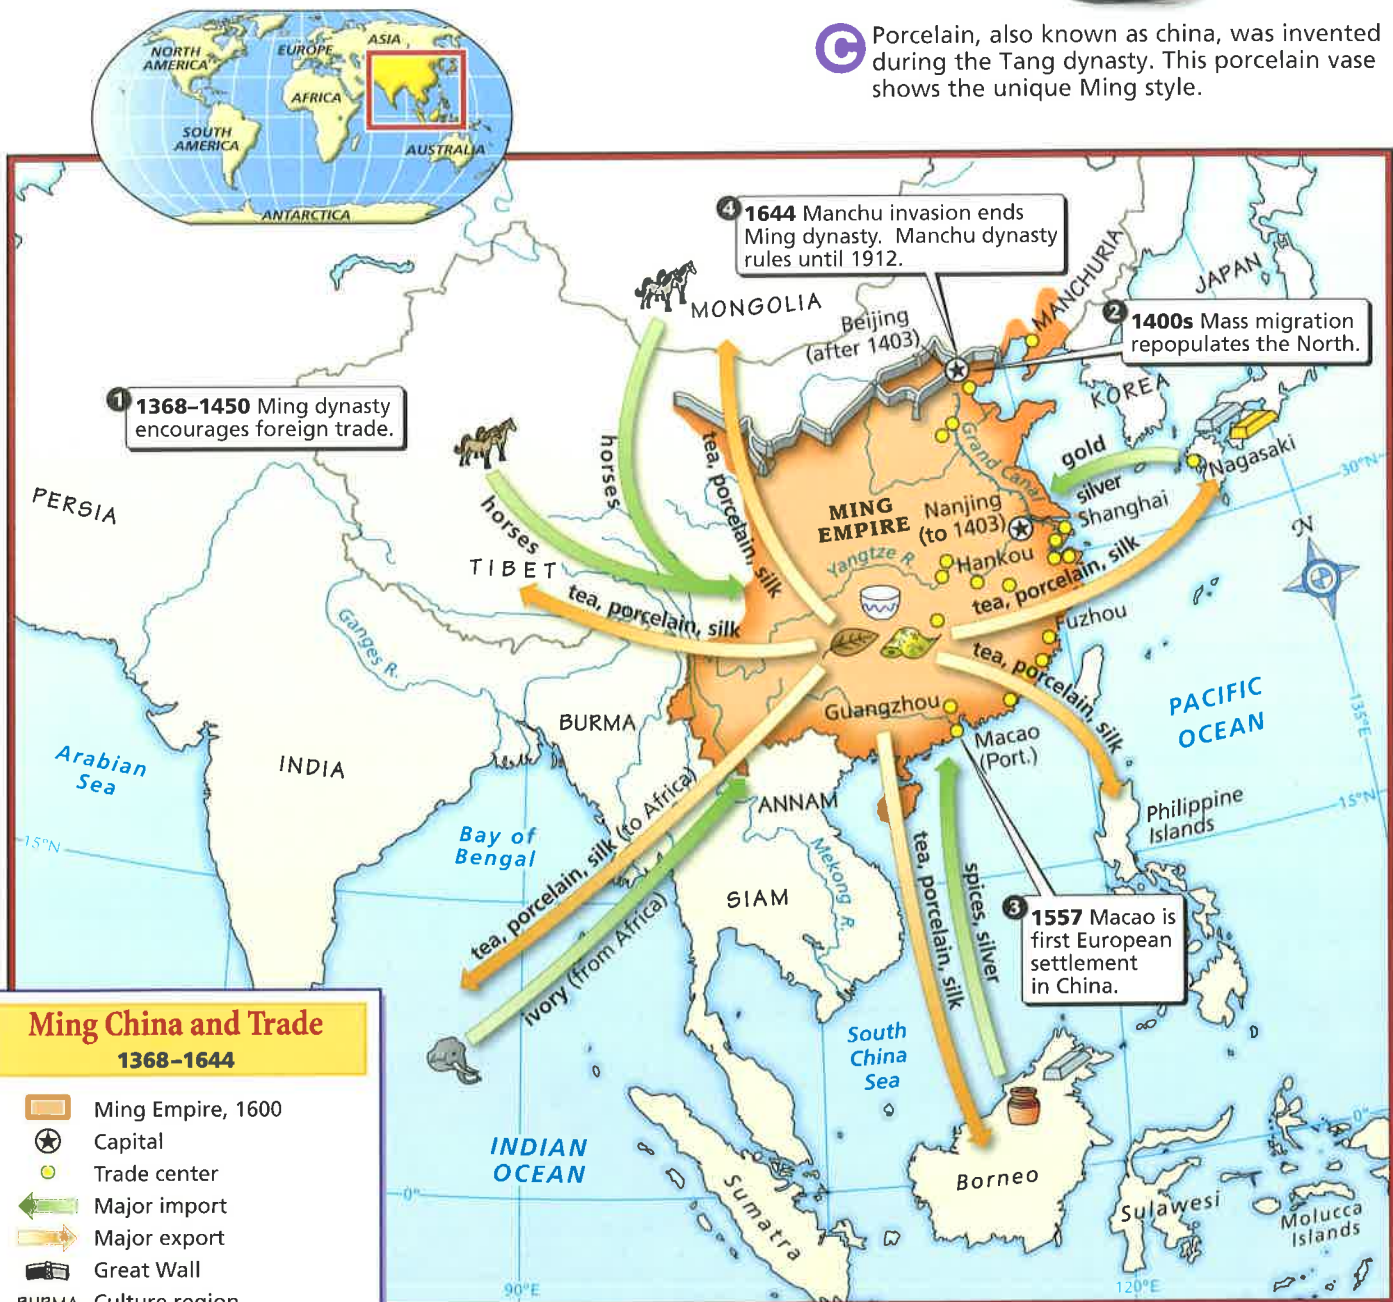 NORTH
AMERICA
EUROPE
ASIA
AFRICA
SOUTH
AMERICA
AUSTRALIA
ANTARCTICA
C
Porcelain, also known as china, was invented
during the Tang dynasty. This porcelain vase
shows the unique Ming style.
4 1644 Manchu invasion ends
Ming dynasty. Manchu dynasty
rules until 1912.
MONGOLIA
MANCHURIA
JAPAN
Beijing
(after 1403)
2 1400s Mass migration
repopulates the North.
KOREA
1 1368–1450 Ming dynasty
encourages foreign trade.
horses
tea, porcelain, silk
Grand Canal
gold
silver
Nagasaki
30°N
PERSIA
horses
MING
EMPIRE
Nanjing
(to 1403)
Shanghai
N
TIBET
Yangtze R.
Hankou
tea, porcelain, silk
tea, porcelain, silk
Fuzhou
Ganges R.
tea, porcelain, silk
PACIFIC
OCEAN
135°E
BURMA
Guangzhou
Macao
(Port.)
Arabian
Sea
INDIA
ANNAM
Philippine
Islands
15°N
15°N
Bay of
Bengal
tea, porcelain, silk (to Africa)
ivory (from Africa)
SIAM
Mekong R.
tea, porcelain, silk
spices, silver
3 1557 Macao is
first European
settlement
in China.
South
China
Sea
INDIAN
OCEAN
0°
0°
Sumatra
Borneo
Sulawesi
Molucca
Islands
90°E
120°E
Ming China and Trade
1368–1644
Ming Empire, 1600
Capital
Trade center
Major import
Major export
Great Wall
BURMA Culture region